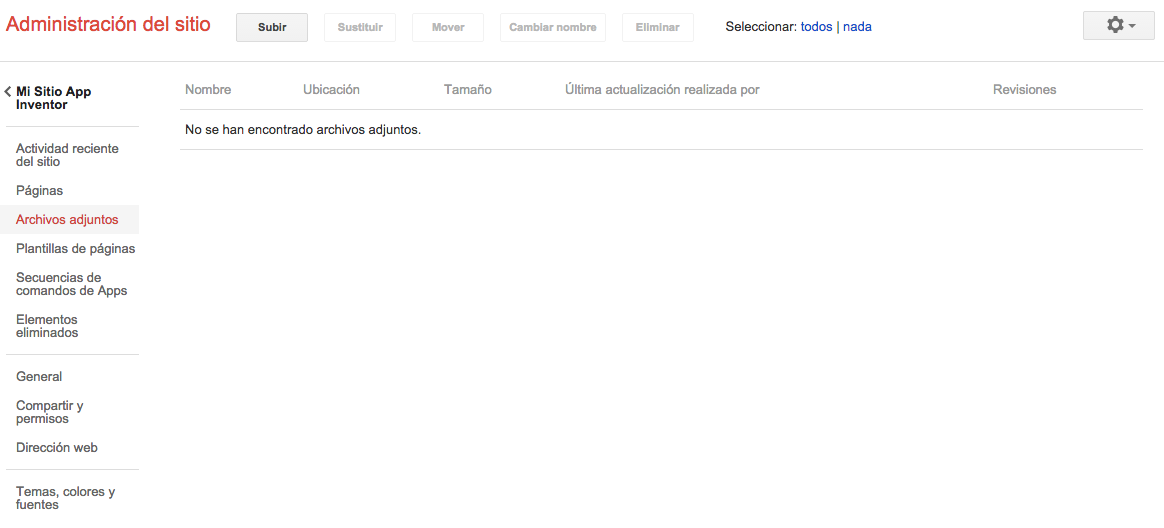 Administración del sitio
Subir
Sustituir
Mover
Cambiar nombre
Eliminar
Seleccionar: todos | nada
Mi Sitio App
Inventor
Actividad reciente
del sitio
Páginas
Archivos adjuntos
Plantillas de páginas
Secuencias de
comandos de Apps
Elementos
eliminados
General
Compartir y
permisos
Dirección web
Temas, colores y
fuentes
Nombre
Ubicación
Tamaño
Última actualización realizada por
Revisiones
No se han encontrado archivos adjuntos.